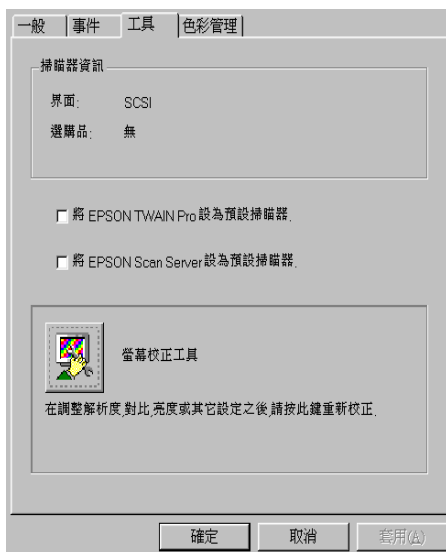 一般 事件 工具 色彩管理
掃瞄器資訊
界面: SCSI
選購品: 無
將 EPSON TWAIN Pro 設為預設掃瞄器.
將 EPSON Scan Server 設為預設掃瞄器.
螢幕校正工具
在調整解析度,對比,亮度或其它設定之後,請按此鍵重新校正.
確定 取消 套用(A)